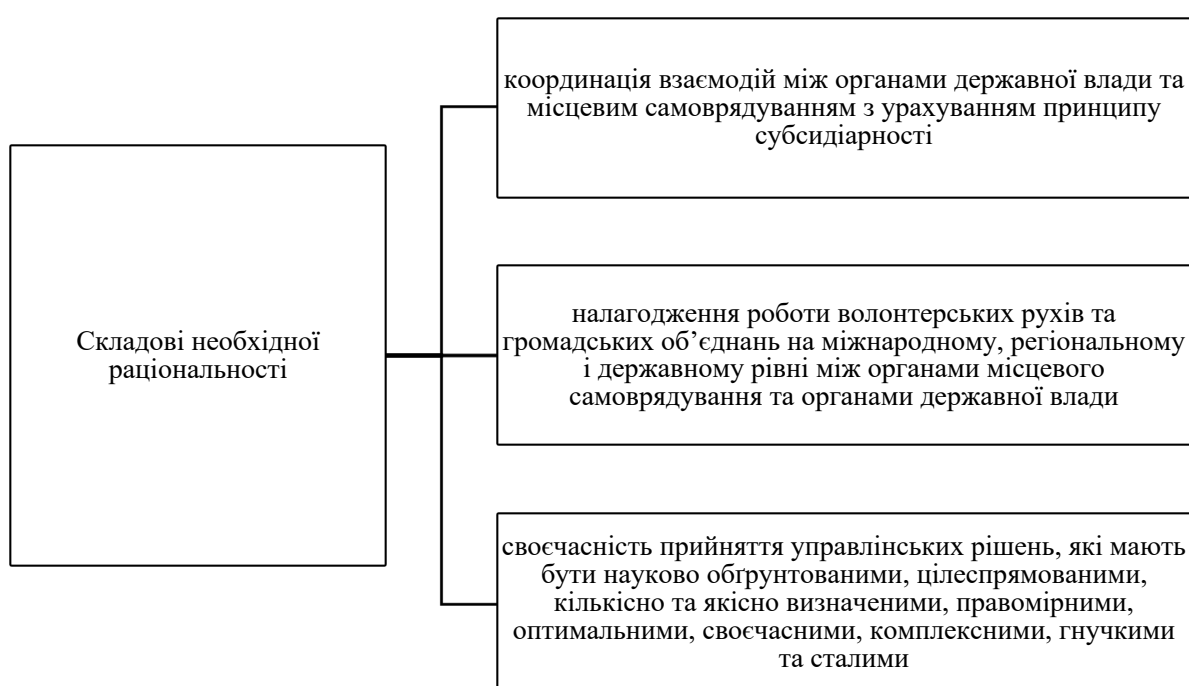 координація взаємодій між органами державної влади та
місцевим самоврядуванням з урахуванням принципу
субсидіарності
Складові необхідної
раціональності
налагодження роботи волонтерських рухів та
громадських об’єднань на міжнародному, регіональному
і державному рівні між органами місцевого
самоврядування та органами державної влади
своєчасність прийняття управлінських рішень, які мають
бути науково обґрунтованими, цілеспрямованими,
кількісно та якісно визначеними, правомірними,
оптимальними, своєчасними, комплексними, гнучкими
та сталими